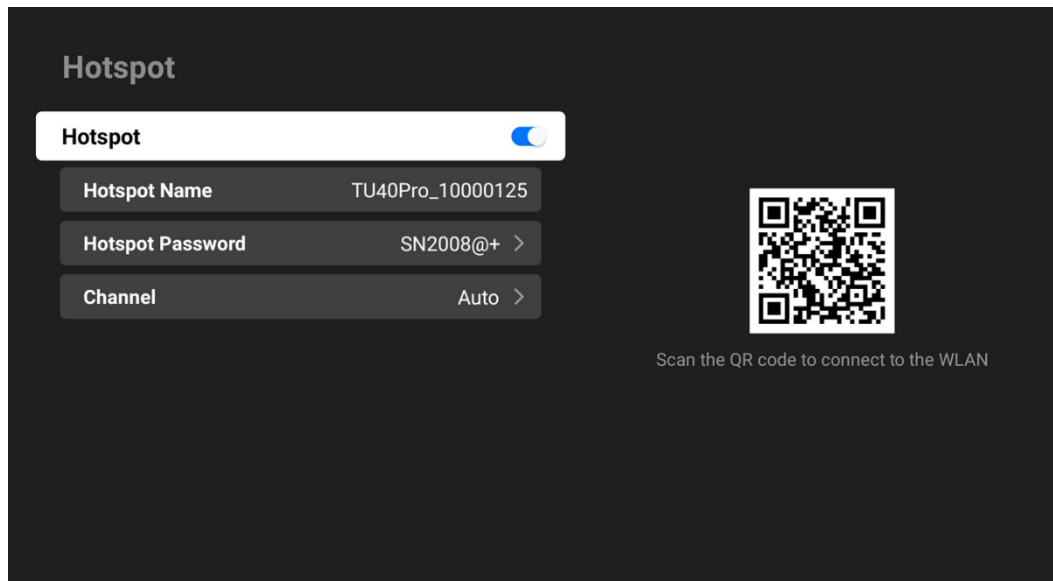 Hotspot
Hotspot
Hotspot Name TU40Pro_10000125
Hotspot Password SN2008@+ >
Channel Auto >
Scan the QR code to connect to the WLAN